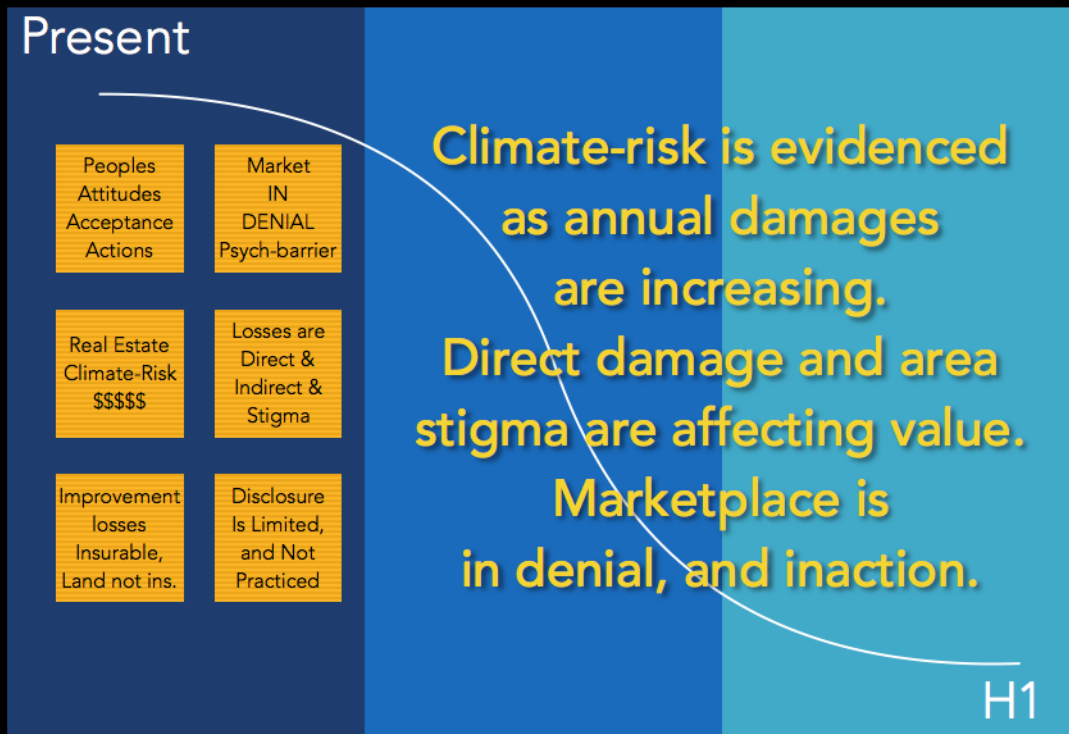 Present
Peoples
Attitudes
Acceptance
Actions
Market
IN
DENIAL
Psych-barrier
Real Estate
Climate-Risk
$$$$$
Losses are
Direct &
Indirect &
Stigma
Improvement
losses
Insurable,
Land not ins.
Disclosure
Is Limited,
and Not
Practiced
Climate-risk is evidenced
as annual damages
are increasing.
Direct damage and area
stigma are affecting value.
Marketplace is
in denial, and inaction.
H1